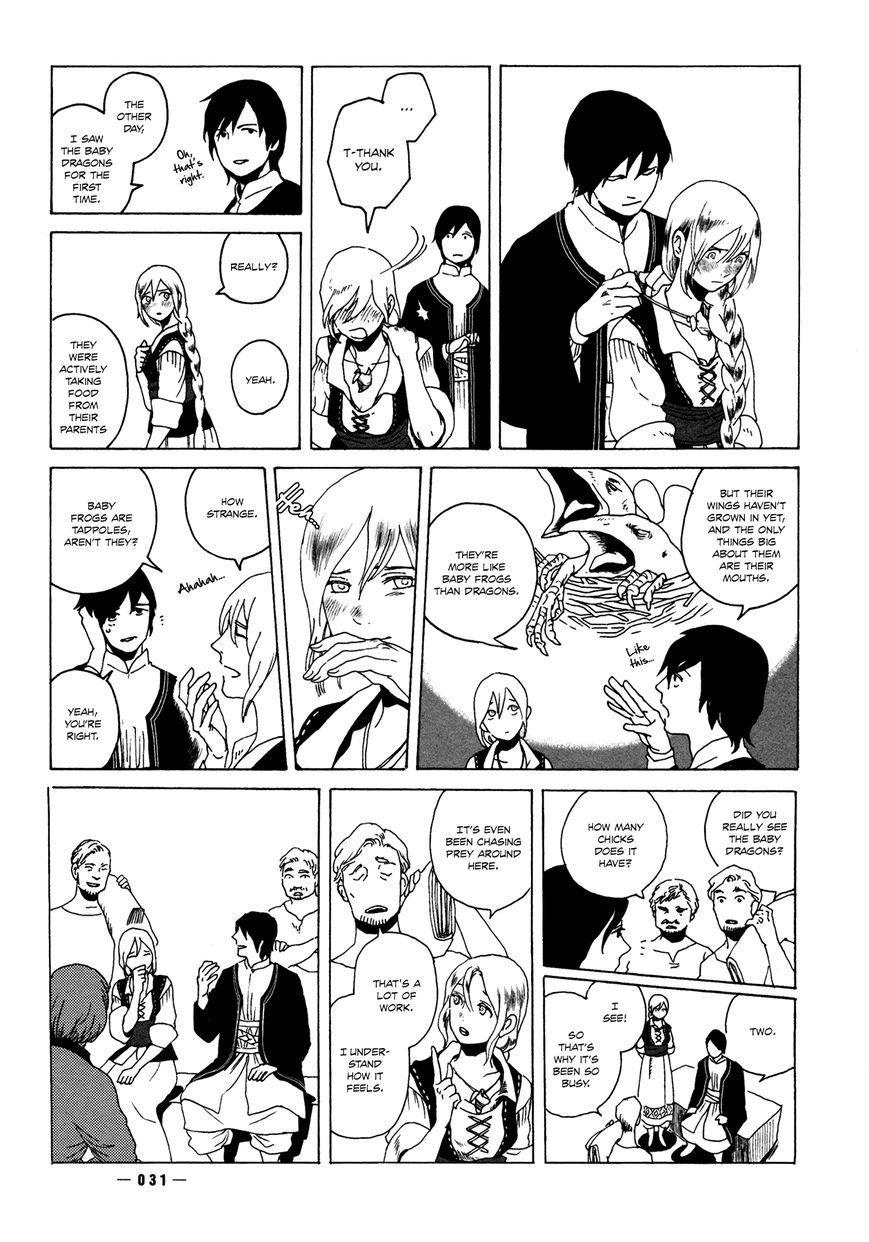 ...
T-THANK
YOU.
Oh,
that's
right.
THE
OTHER
DAY,
I SAW
THE BABY
DRAGONS
FOR THE
FIRST
TIME.
REALLY?
YEAH.
THEY
WERE
ACTIVELY
TAKING
FOOD
FROM
THEIR
PARENTS
BUT THEIR
WINGS HAVEN'T
GROWN IN YET,
AND THE ONLY
THINGS BIG
ABOUT THEM
ARE THEIR
MOUTHS.
Like
this...
THEY'RE
MORE LIKE
BABY FROGS
THAN DRAGONS.
Heh...
HOW
STRANGE.
Ahahah...
BABY
FROGS ARE
TADPOLES,
AREN'T THEY?
YEAH,
YOU'RE
RIGHT.
DID YOU
REALLY SEE
THE BABY
DRAGONS?
HOW MANY
CHICKS
DOES IT
HAVE?
TWO.
I
SEE!
SO
THAT'S
WHY IT'S
BEEN SO
BUSY.
IT'S EVEN
BEEN CHASING
PREY AROUND
HERE.
THAT'S A
LOT OF
WORK.
I UNDER-
STAND
HOW IT
FEELS.
— 031 —